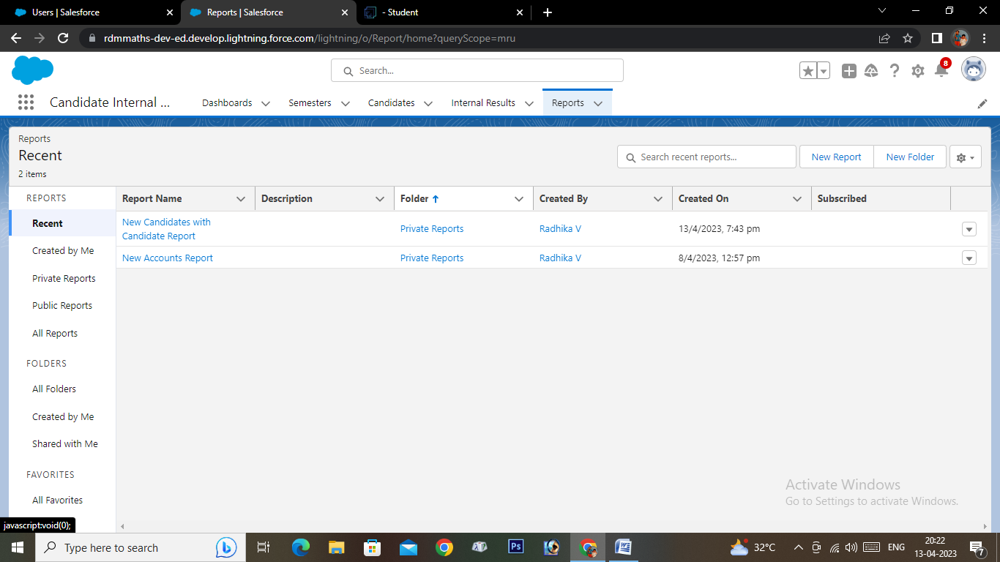 Users | Salesforce
Reports | Salesforce
- Student
rdmmaths-dev-ed.develop.lightning.force.com/lightning/o/Report/home?queryScope=mru
Search...
8
Candidate Internal ...
Dashboards
Semesters
Candidates
Internal Results
Reports
Reports
Recent
2 items
Search recent reports...
New Report
New Folder
REPORTS
Recent
Created by Me
Private Reports
Public Reports
All Reports
FOLDERS
All Folders
Created by Me
Shared with Me
FAVORITES
All Favorites
Report Name
Description
Folder
Created By
Created On
Subscribed
New Candidates with
Candidate Report
Private Reports
Radhika V
13/4/2023, 7:43 pm
New Accounts Report
Private Reports
Radhika V
8/4/2023, 12:57 pm
Activate Windows
Go to Settings to activate Windows.
javascript:void(0);
Type here to search
Ps
32°C
ENG
20:22
13-04-2023
7